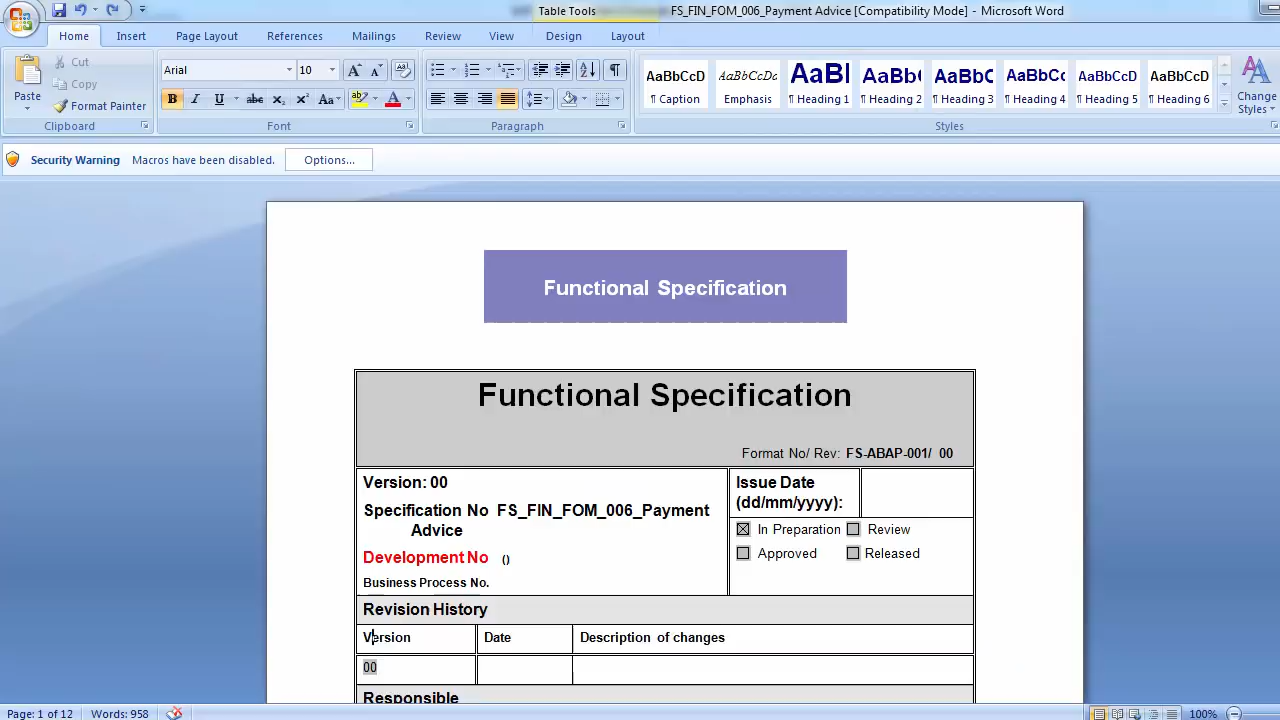 Table Tools FS_FIN_FOM_006_Payment Advice [Compatibility Mode] - Microsoft Word
Home Insert Page Layout References Mailings Review View Design Layout
Paste
Cut
Copy
Format Painter
Clipboard
Arial 10
B I U abc X₂ X² Aa
Font
Paragraph
AaBbCcD AaBbCcDc AaBl AaBb( AaBbC AaBbCc AaBbCcD AaBbCcD
¶ Caption Emphasis ¶ Heading 1 ¶ Heading 2 ¶ Heading 3 ¶ Heading 4 ¶ Heading 5 ¶ Heading 6
Change Styles
Styles
Security Warning Macros have been disabled. Options...
Functional Specification
Functional Specification
Format No/ Rev: FS-ABAP-001/ 00
Version: 00
Specification No FS_FIN_FOM_006_Payment
Advice
Development No ()
Business Process No.
Issue Date
(dd/mm/yyyy):
In Preparation Review
Approved Released
Revision History
Version Date Description of changes
00
Responsible
Page: 1 of 12 Words: 958 100%